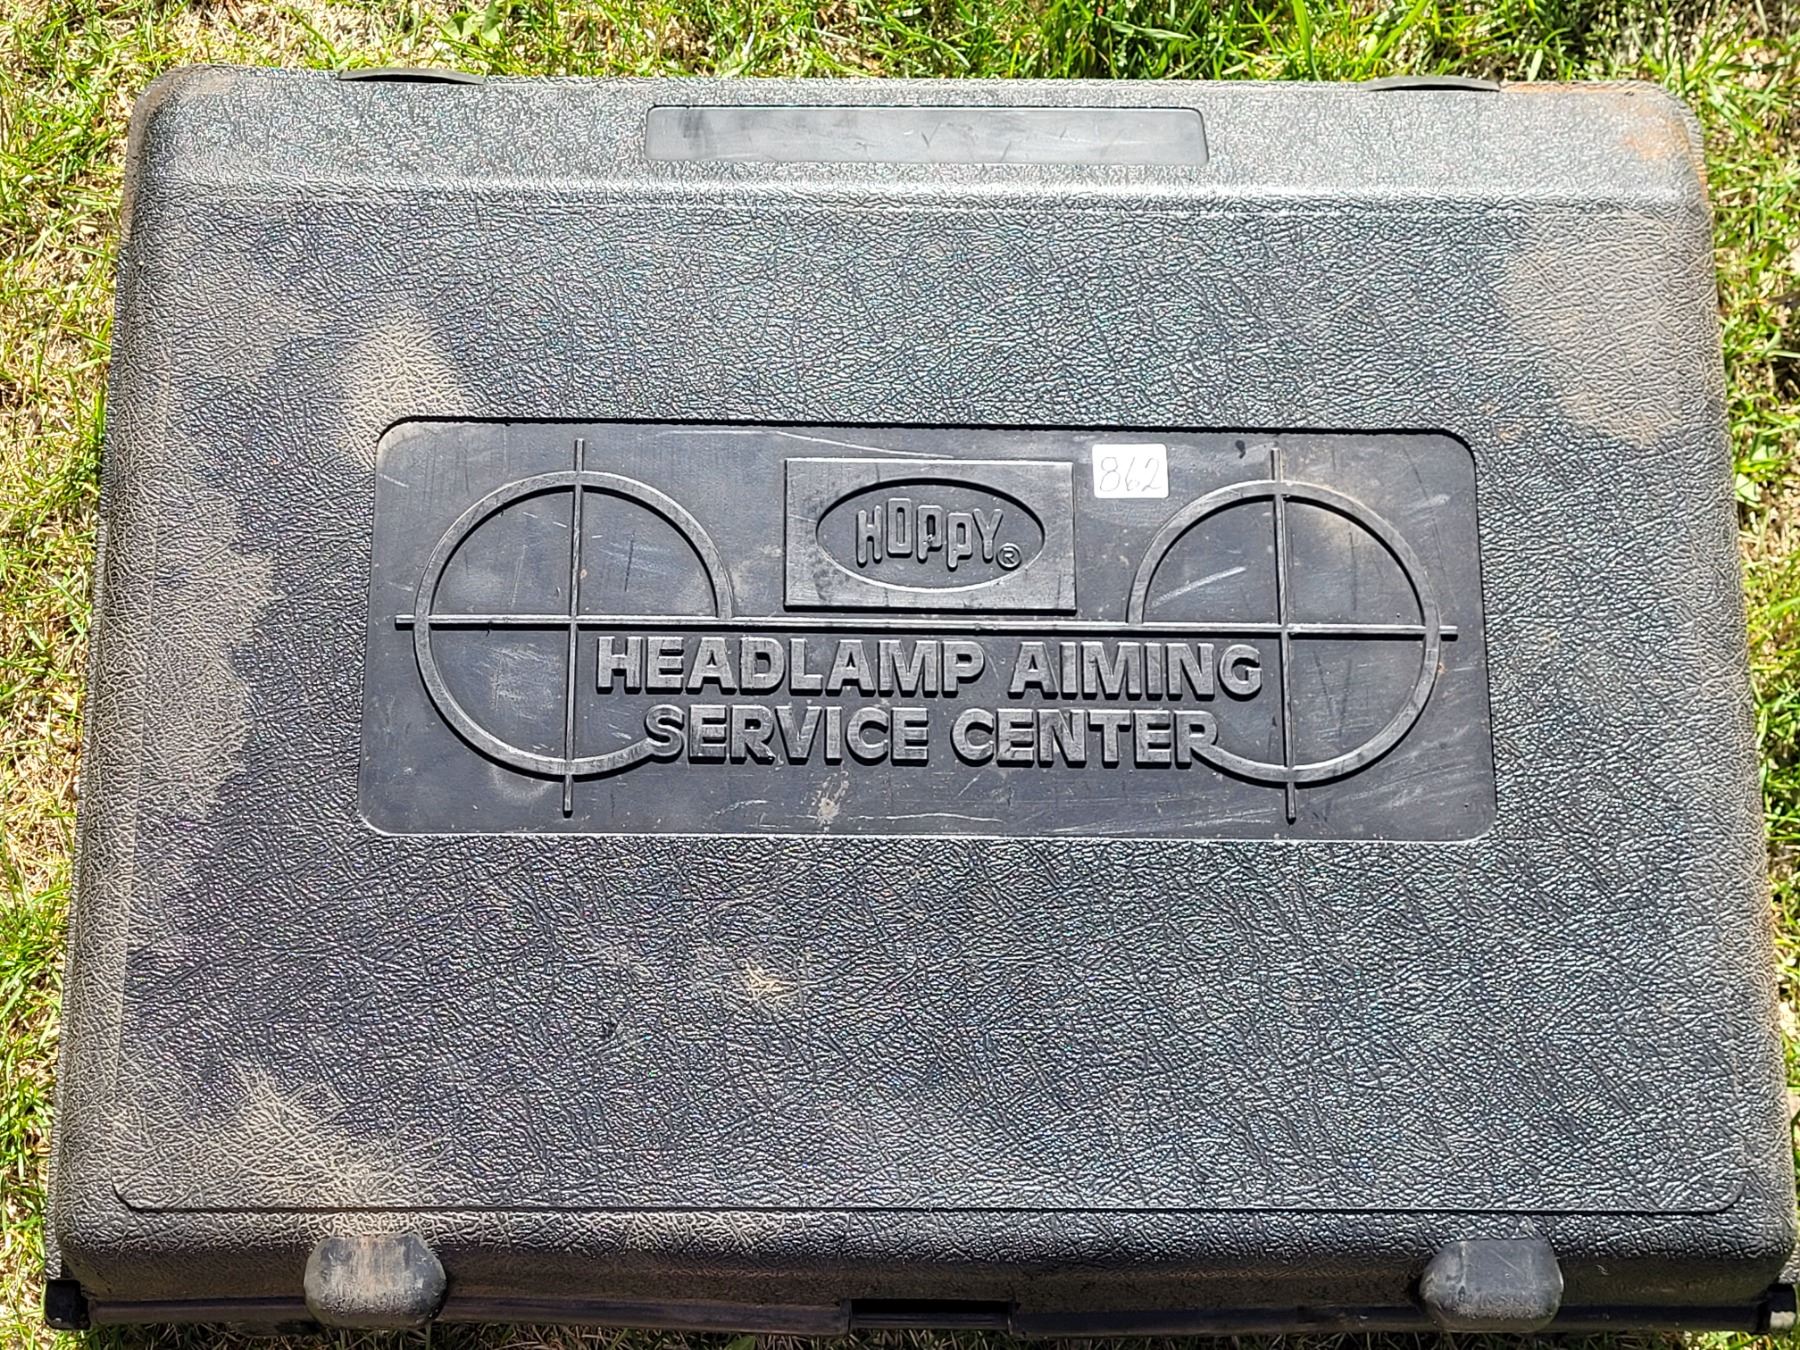 862
HOPPY®
HEADLAMP AIMING
SERVICE CENTER